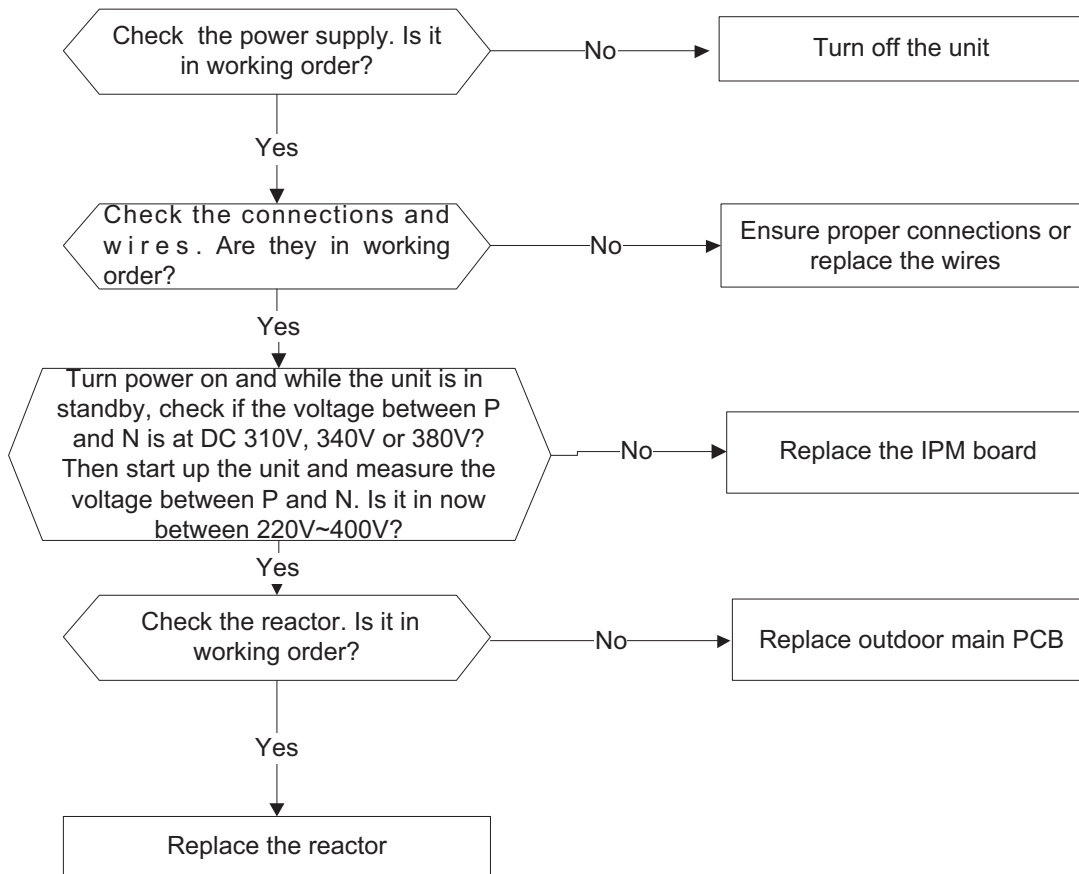 Check the power supply. Is it
in working order?
No
Turn off the unit
Yes
Check the connections and
wires. Are they in working
order?
No
Ensure proper connections or
replace the wires
Yes
Turn power on and while the unit is in
standby, check if the voltage between P
and N is at DC 310V, 340V or 380V?
Then start up the unit and measure the
voltage between P and N. Is it in now
between 220V~400V?
No
Replace the IPM board
Yes
Check the reactor. Is it in
working order?
No
Replace outdoor main PCB
Yes
Replace the reactor